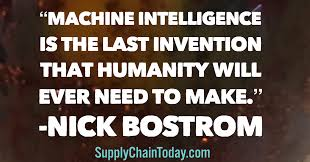 “MACHINE INTELLIGENCE
IS THE LAST INVENTION
THAT HUMANITY WILL
EVER NEED TO MAKE.”
-NICK BOSTROM
SupplyChainToday.com